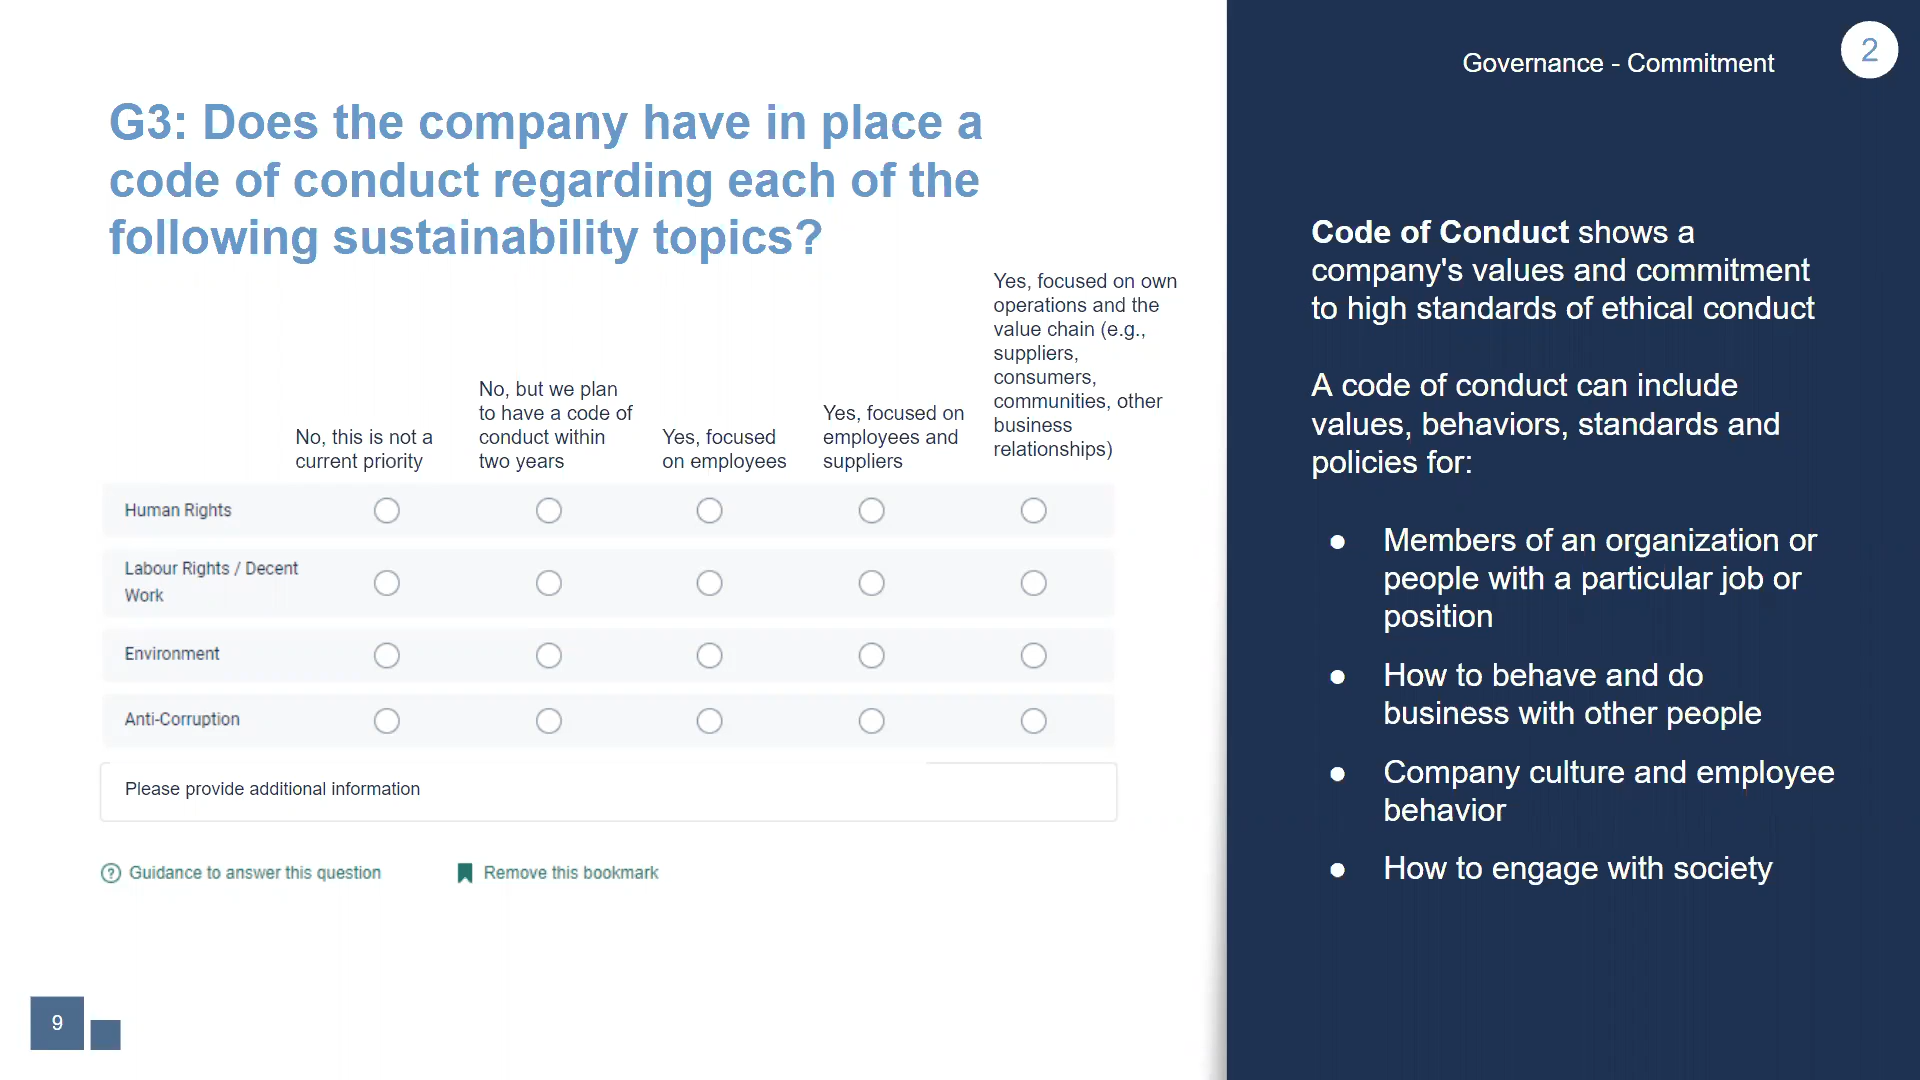 Governance - Commitment
2
G3: Does the company have in place a
code of conduct regarding each of the
following sustainability topics?
No, this is not a
current priority
No, but we plan
to have a code of
conduct within
two years
Yes, focused
on employees
Yes, focused on
employees and
suppliers
Yes, focused on own
operations and the
value chain (e.g.,
suppliers,
consumers,
communities, other
business
relationships)
Human Rights
Labour Rights / Decent
Work
Environment
Anti-Corruption
Please provide additional information
Guidance to answer this question
Remove this bookmark
9
Code of Conduct shows a
company's values and commitment
to high standards of ethical conduct
A code of conduct can include
values, behaviors, standards and
policies for:
● Members of an organization or
people with a particular job or
position
● How to behave and do
business with other people
● Company culture and employee
behavior
● How to engage with society